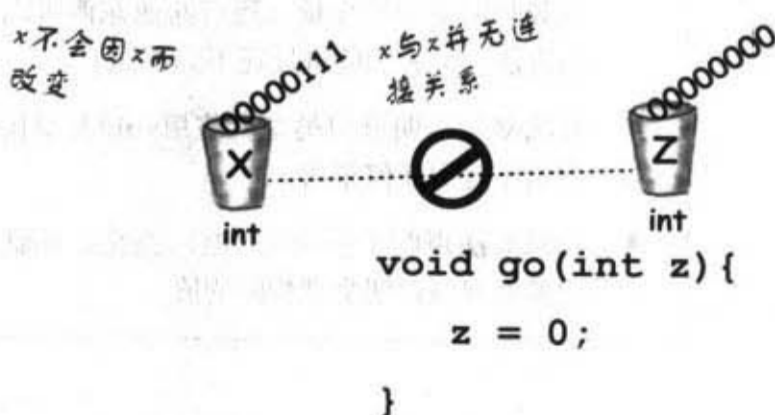 x不会因z而
改变
00000111
x与z并无连
接关系
00000000
X
Z
int
int
void go(int z){
z = 0;
}